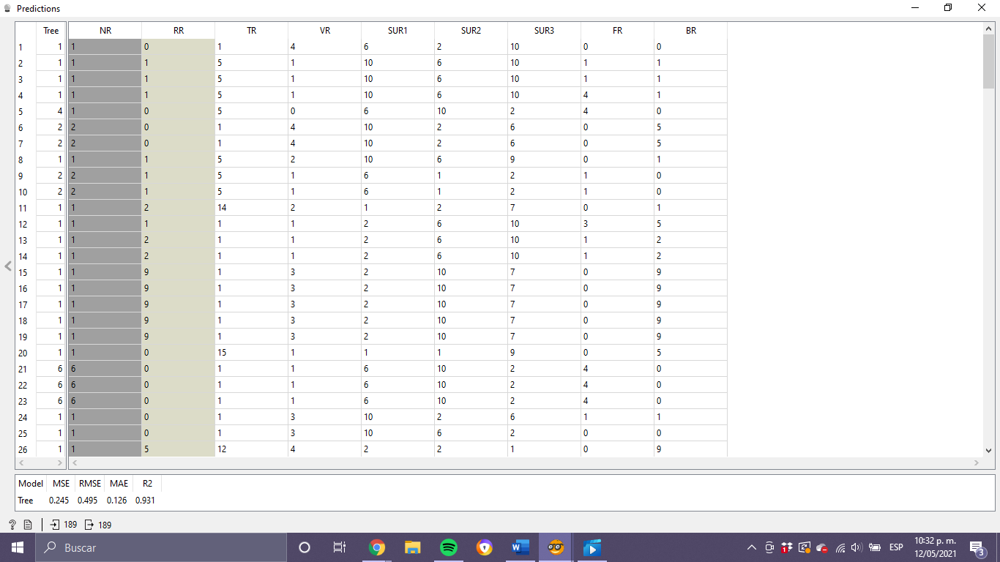 Predictions
Tree NR RR TR VR SUR1 SUR2 SUR3 FR BR
1 1 1 0 1 4 6 2 10 0 0
2 1 1 1 5 1 10 6 10 1 1
3 1 1 1 5 1 10 6 10 1 1
4 1 1 1 5 1 10 6 10 4 1
5 4 1 0 5 0 6 10 2 4 0
6 2 2 0 1 4 10 2 6 0 5
7 2 2 0 1 4 10 2 6 0 5
8 1 1 1 5 2 10 6 9 0 1
9 2 2 1 5 1 6 1 2 1 0
10 2 2 1 5 1 6 1 2 1 0
11 1 1 2 14 2 1 2 7 0 1
12 1 1 1 1 1 2 6 10 3 5
13 1 1 2 1 1 2 6 10 1 2
14 1 1 2 1 1 2 6 10 1 2
15 1 1 9 1 3 2 10 7 0 9
16 1 1 9 1 3 2 10 7 0 9
17 1 1 9 1 3 2 10 7 0 9
18 1 1 9 1 3 2 10 7 0 9
19 1 1 9 1 3 2 10 7 0 9
20 1 1 0 15 1 1 1 9 0 5
21 6 6 0 1 1 6 10 2 4 0
22 6 6 0 1 1 6 10 2 4 0
23 6 6 0 1 1 6 10 2 4 0
24 1 1 0 1 3 10 2 6 1 1
25 1 1 0 1 3 10 6 2 0 0
26 1 1 5 12 4 2 2 1 0 9
Model MSE RMSE MAE R2
Tree 0.245 0.495 0.126 0.931
? 189 189
Buscar
ESP
10:32 p. m.
12/05/2021
3